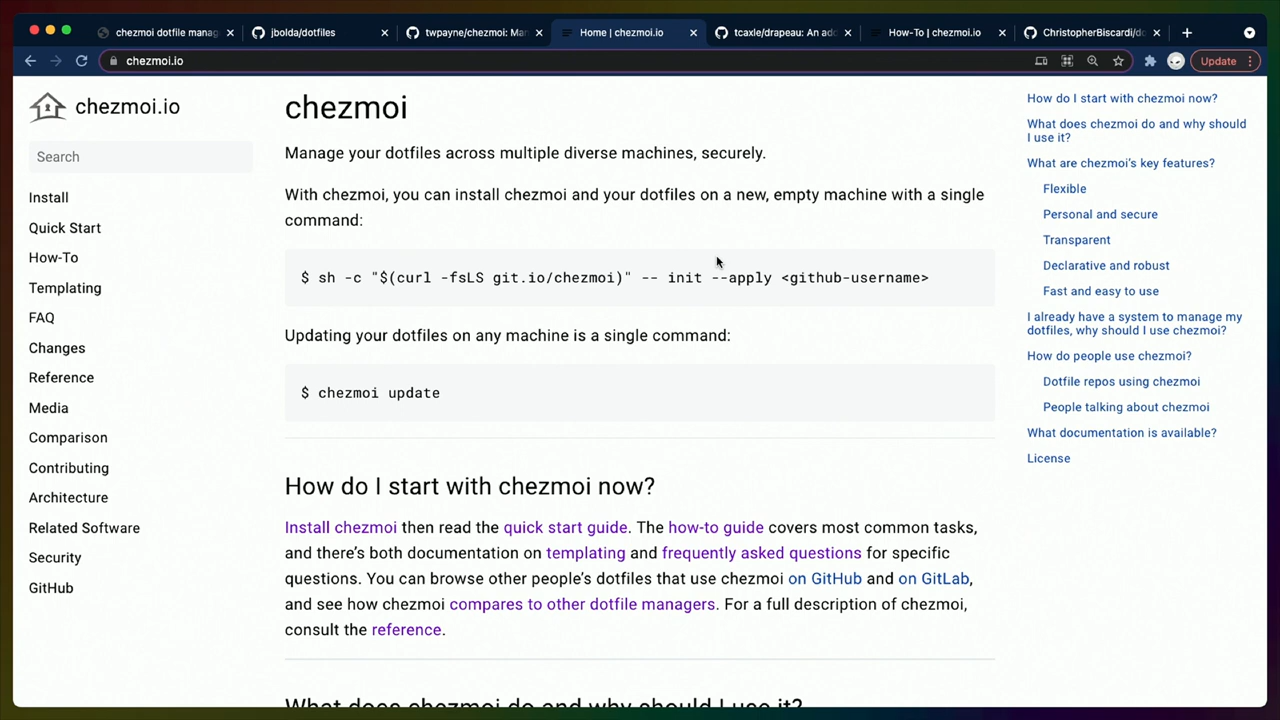 chezmoi dotfile manag
jbolda/dotfiles
twpayne/chezmoi: Ma
Home | chezmoi.io
tcaxle/drapeau: An ad
How-To | chezmoi.io
ChristopherBiscardi/do
chezmoi.io
Update
chezmoi.io
Search
Install
Quick Start
How-To
Templating
FAQ
Changes
Reference
Media
Comparison
Contributing
Architecture
Related Software
Security
GitHub
chezmoi
Manage your dotfiles across multiple diverse machines, securely.
With chezmoi, you can install chezmoi and your dotfiles on a new, empty machine with a single
command:
$ sh -c "$(curl -fsLS git.io/chezmoi)" -- init --apply <github-username>
Updating your dotfiles on any machine is a single command:
$ chezmoi update
How do I start with chezmoi now?
Install chezmoi then read the quick start guide. The how-to guide covers most common tasks,
and there's both documentation on templating and frequently asked questions for specific
questions. You can browse other people's dotfiles that use chezmoi on GitHub and on GitLab,
and see how chezmoi compares to other dotfile managers. For a full description of chezmoi,
consult the reference.
What does chezmoi do and why should I use it?
How do I start with chezmoi now?
What does chezmoi do and why should
I use it?
What are chezmoi's key features?
Flexible
Personal and secure
Transparent
Declarative and robust
Fast and easy to use
I already have a system to manage my
dotfiles, why should I use chezmoi?
How do people use chezmoi?
Dotfile repos using chezmoi
People talking about chezmoi
What documentation is available?
License